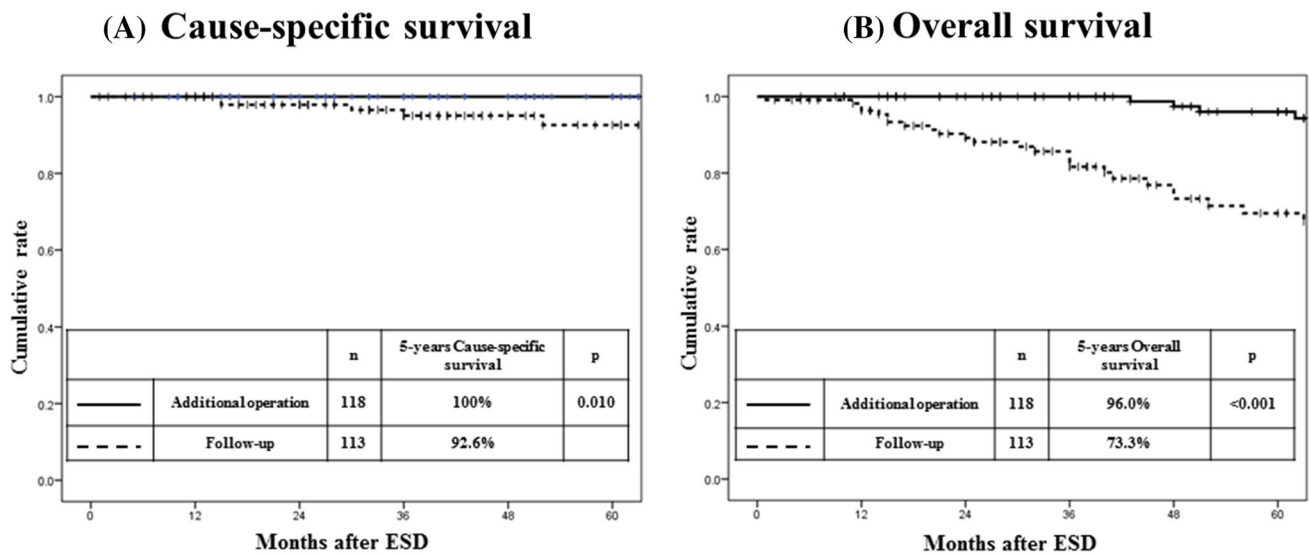 (A) Cause-specific survival
Cumulative rate
1.0
0.8
0.6
0.4
0.2
0.0
n
5-years Cause-specific
survival
p
Additional operation
118
100%
0.010
Follow-up
113
92.6%
0
12
24
36
48
60
Months after ESD
(B) Overall survival
Cumulative rate
1.0
0.8
0.6
0.4
0.2
0.0
n
5-years Overall
survival
p
Additional operation
118
96.0%
<0.001
Follow-up
113
73.3%
0
12
24
36
48
60
Months after ESD